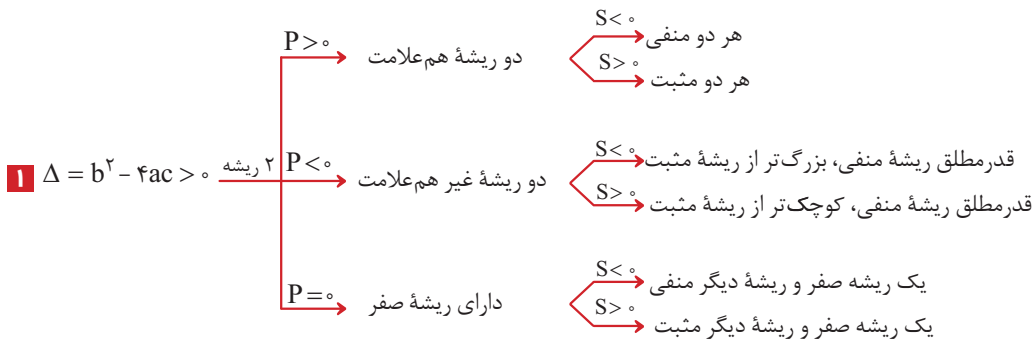 S< ۰
هر دو منفی
P>۰
دو ریشهٔ هم‌علامت
S> ۰
هر دو مثبت
۱ Δ = b۲ − ۴ac > ۰
۲ ریشه
P<۰
دو ریشهٔ غیر هم‌علامت
S< ۰
قدرمطلق ریشهٔ منفی، بزرگ‌تر از ریشهٔ مثبت
S> ۰
قدرمطلق ریشهٔ منفی، کوچک‌تر از ریشهٔ مثبت
P=۰
دارای ریشهٔ صفر
S< ۰
یک ریشه صفر و ریشهٔ دیگر منفی
S> ۰
یک ریشه صفر و ریشهٔ دیگر مثبت